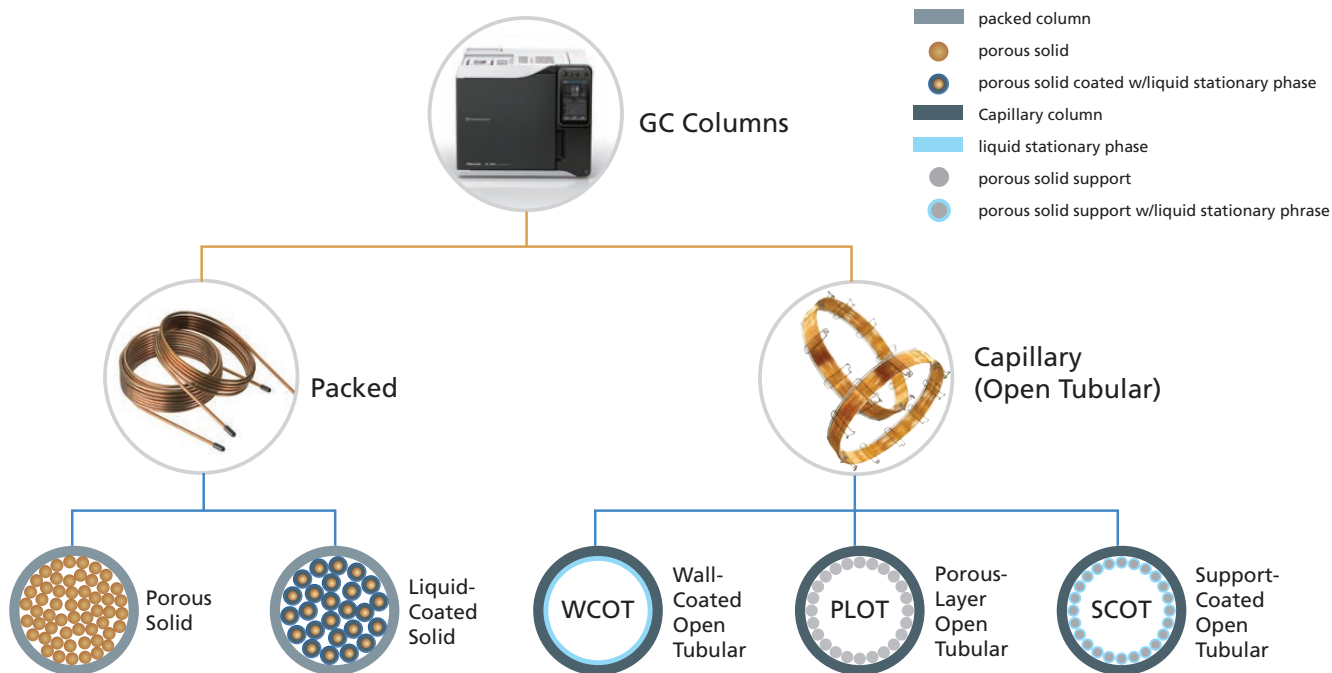 packed column
porous solid
porous solid coated w/liquid stationary phase
Capillary column
liquid stationary phase
porous solid support
porous solid support w/liquid stationary phrase
GC Columns
Packed
Capillary
(Open Tubular)
Porous
Solid
Liquid-
Coated
Solid
WCOT
Wall-
Coated
Open
Tubular
PLOT
Porous-
Layer
Open
Tubular
SCOT
Support-
Coated
Open
Tubular